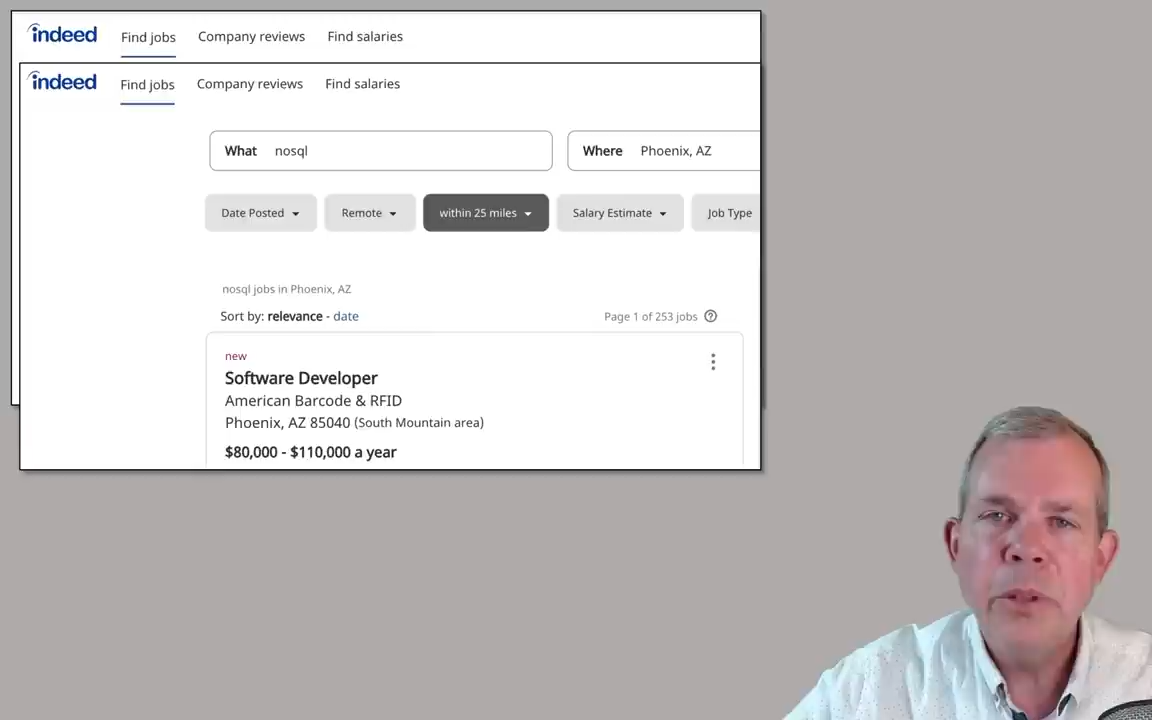 indeed Find jobs Company reviews Find salaries
indeed Find jobs Company reviews Find salaries
What nosql Where Phoenix, AZ
Date Posted Remote within 25 miles Salary Estimate Job Type
nosql jobs in Phoenix, AZ
Sort by: relevance - date Page 1 of 253 jobs ?
new
Software Developer
American Barcode & RFID
Phoenix, AZ 85040 (South Mountain area)
$80,000 - $110,000 a year